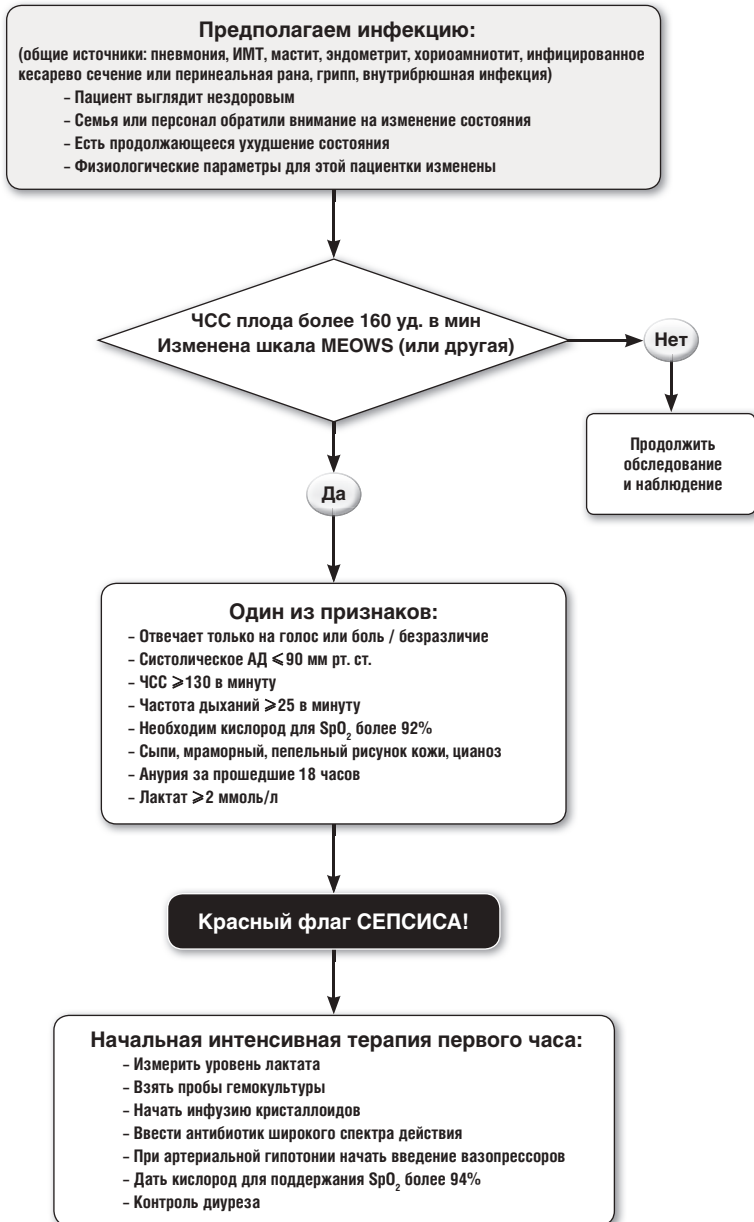 Предполагаем инфекцию:
(общие источники: пневмония, ИМТ, мастит, эндометрит, хориоамниотит, инфицированное
кесарево сечение или перинеальная рана, грипп, внутрибрюшная инфекция)
– Пациент выглядит нездоровым
– Семья или персонал обратили внимание на изменение состояния
– Есть продолжающееся ухудшение состояния
– Физиологические параметры для этой пациентки изменены
ЧСС плода более 160 уд. в мин
Изменена шкала MEOWS (или другая)
Нет
Продолжить
обследование
и наблюдение
Да
Один из признаков:
– Отвечает только на голос или боль / безразличие
– Систолическое АД ⩽90 мм рт. ст.
– ЧСС ⩾130 в минуту
– Частота дыханий ⩾25 в минуту
– Необходим кислород для SpO₂ более 92%
– Сыпи, мраморный, пепельный рисунок кожи, цианоз
– Анурия за прошедшие 18 часов
– Лактат ⩾2 ммоль/л
Красный флаг СЕПСИСА!
Начальная интенсивная терапия первого часа:
– Измерить уровень лактата
– Взять пробы гемокультуры
– Начать инфузию кристаллоидов
– Ввести антибиотик широкого спектра действия
– При артериальной гипотонии начать введение вазопрессоров
– Дать кислород для поддержания SpO₂ более 94%
– Контроль диуреза